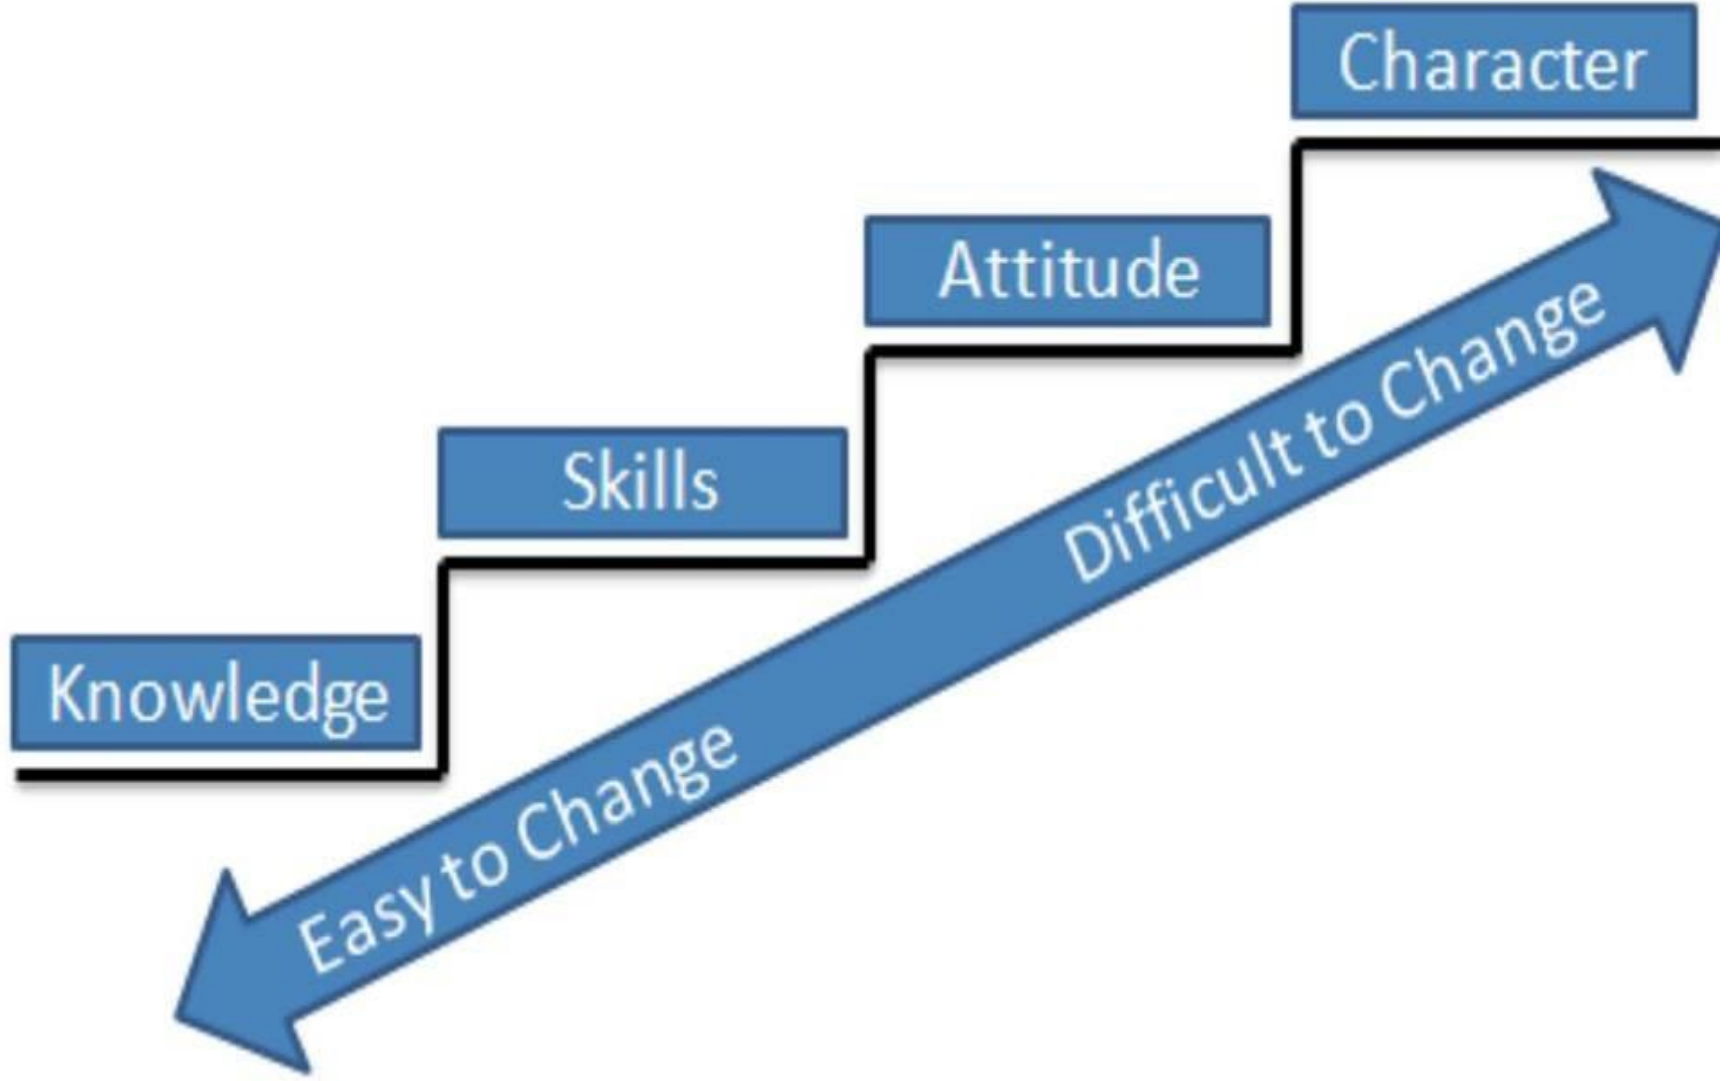 Character
Attitude
Skills
Knowledge
Difficult to Change
Easy to Change